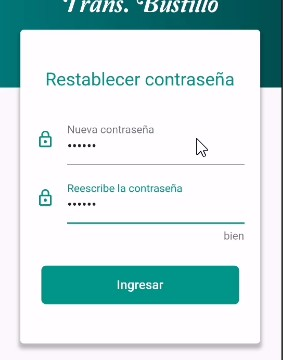 Trans. Bustillo
Restablecer contraseña
Nueva contraseña
••••••
Reescribe la contraseña
••••••
bien
Ingresar